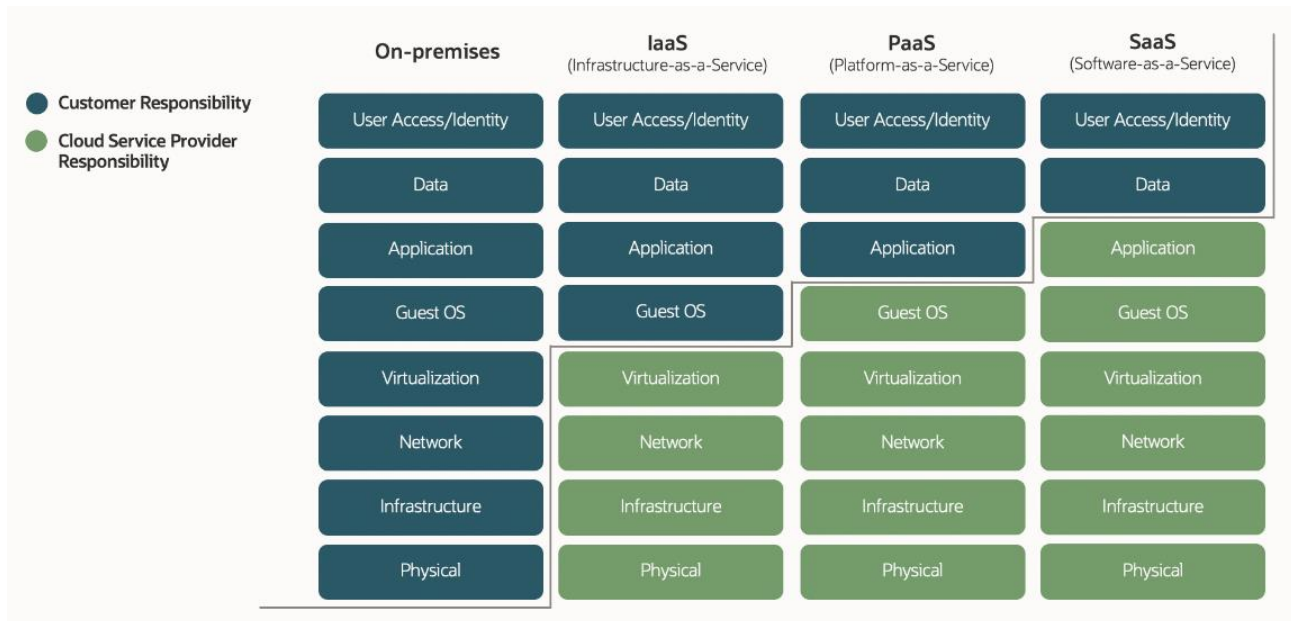 On-premises
IaaS
(Infrastructure-as-a-Service)
PaaS
(Platform-as-a-Service)
SaaS
(Software-as-a-Service)
Customer Responsibility
Cloud Service Provider
Responsibility
User Access/Identity
User Access/Identity
User Access/Identity
User Access/Identity
Data
Data
Data
Data
Application
Application
Application
Application
Guest OS
Guest OS
Guest OS
Guest OS
Virtualization
Virtualization
Virtualization
Virtualization
Network
Network
Network
Network
Infrastructure
Infrastructure
Infrastructure
Infrastructure
Physical
Physical
Physical
Physical